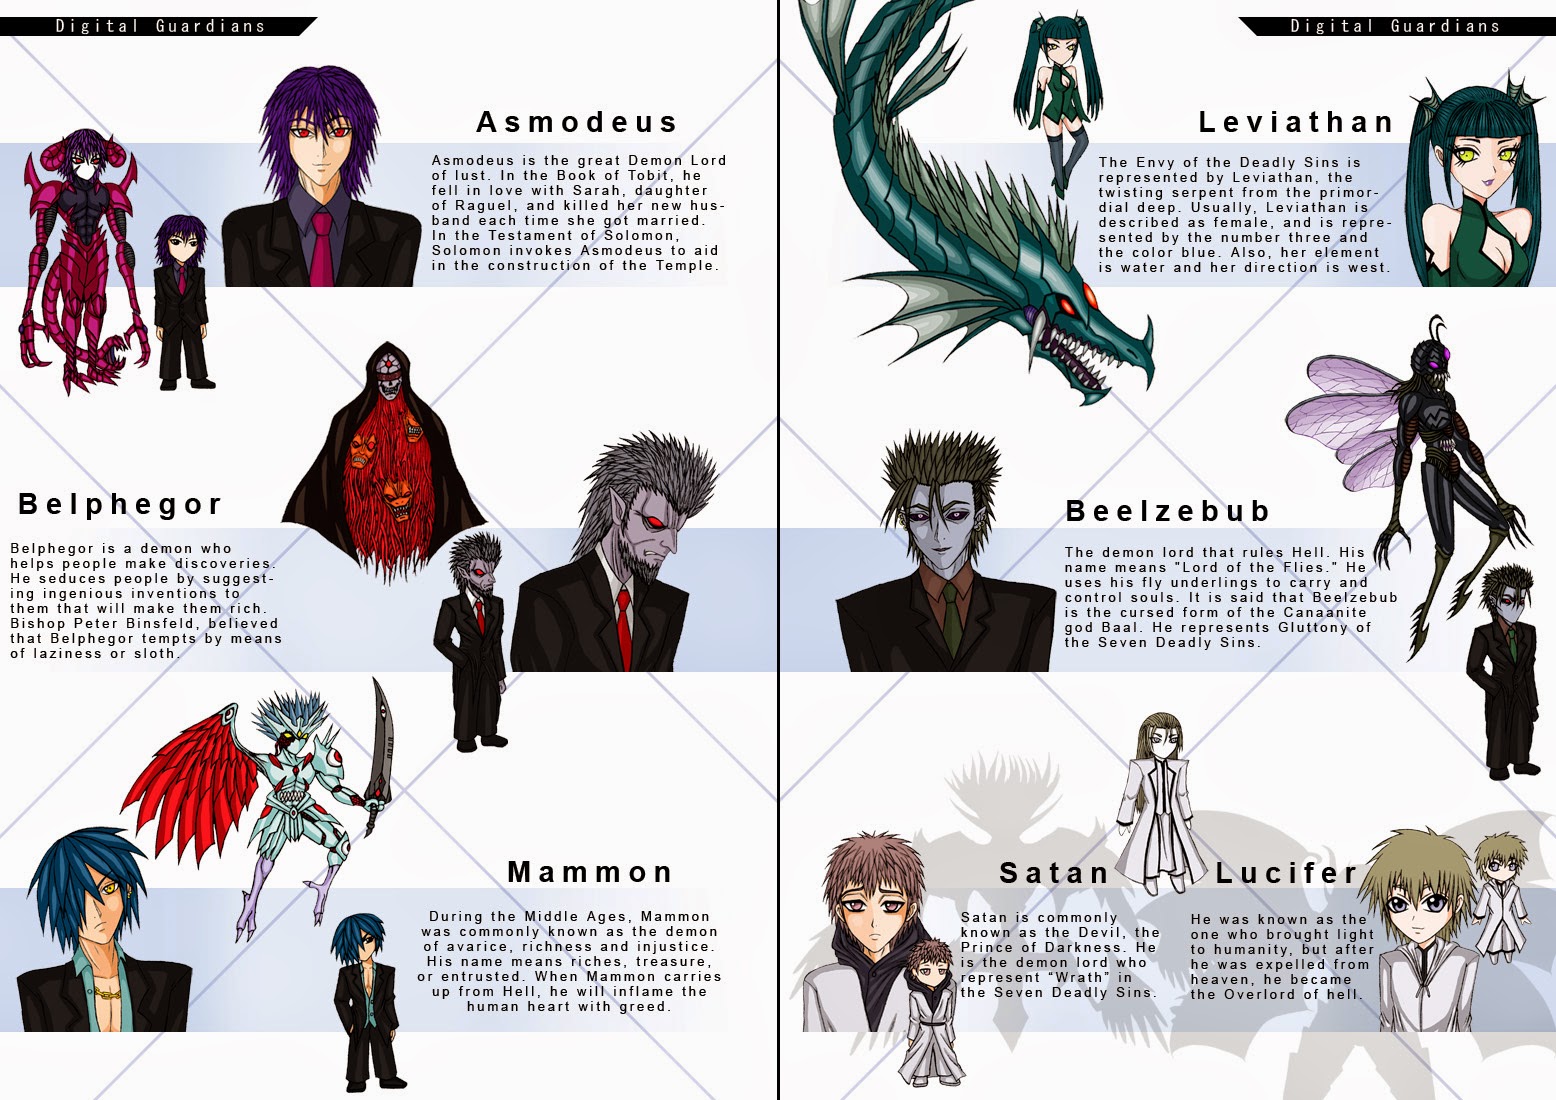 Digital Guardians
Asmodeus
Asmodeus is the great Demon Lord
of lust. In the Book of Tobit, he
fell in love with Sarah, daughter
of Raguel, and killed her new hus-
band each time she got married.
In the Testament of Solomon,
Solomon invokes Asmodeus to aid
in the construction of the Temple.
Belphegor
Belphegor is a demon who
helps people make discoveries.
He seduces people by suggest-
ing ingenious inventions to
them that will make them rich.
Bishop Peter Binsfeld, believed
that Belphegor tempts by means
of laziness or sloth.
Mammon
During the Middle Ages, Mammon
was commonly known as the demon
of avarice, richness and injustice.
His name means riches, treasure,
or entrusted. When Mammon carries
up from Hell, he will inflame the
human heart with greed.
Digital Guardians
Leviathan
The Envy of the Deadly Sins is
represented by Leviathan, the
twisting serpent from the primor-
dial deep. Usually, Leviathan is
described as female, and is repre-
sented by the number three and
the color blue. Also, her element
is water and her direction is west.
Beelzebub
The demon lord that rules Hell. His
name means "Lord of the Flies." He
uses his fly underlings to carry and
control souls. It is said that Beelzebub
is the cursed form of the Canaanite
god Baal. He represents Gluttony of
the Seven Deadly Sins.
Satan
Satan is commonly
known as the Devil, the
Prince of Darkness. He
is the demon lord who
represent “Wrath” in
the Seven Deadly Sins.
Lucifer
He was known as the
one who brought light
to humanity, but after
he was expelled from
heaven, he became
the Overlord of hell.